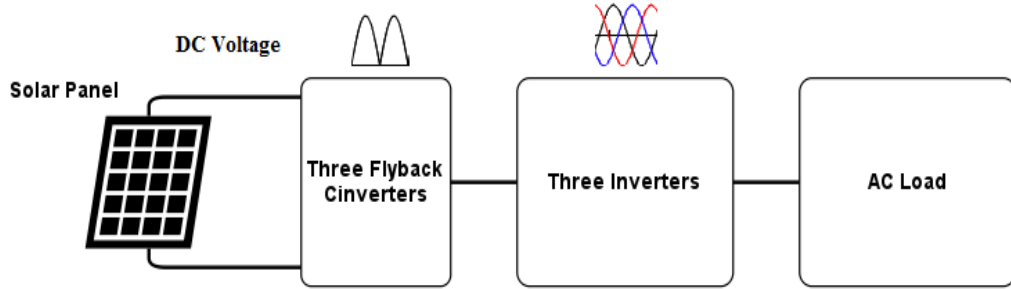 DC Voltage
Solar Panel
Three Flyback
Cinverters
Three Inverters
AC Load